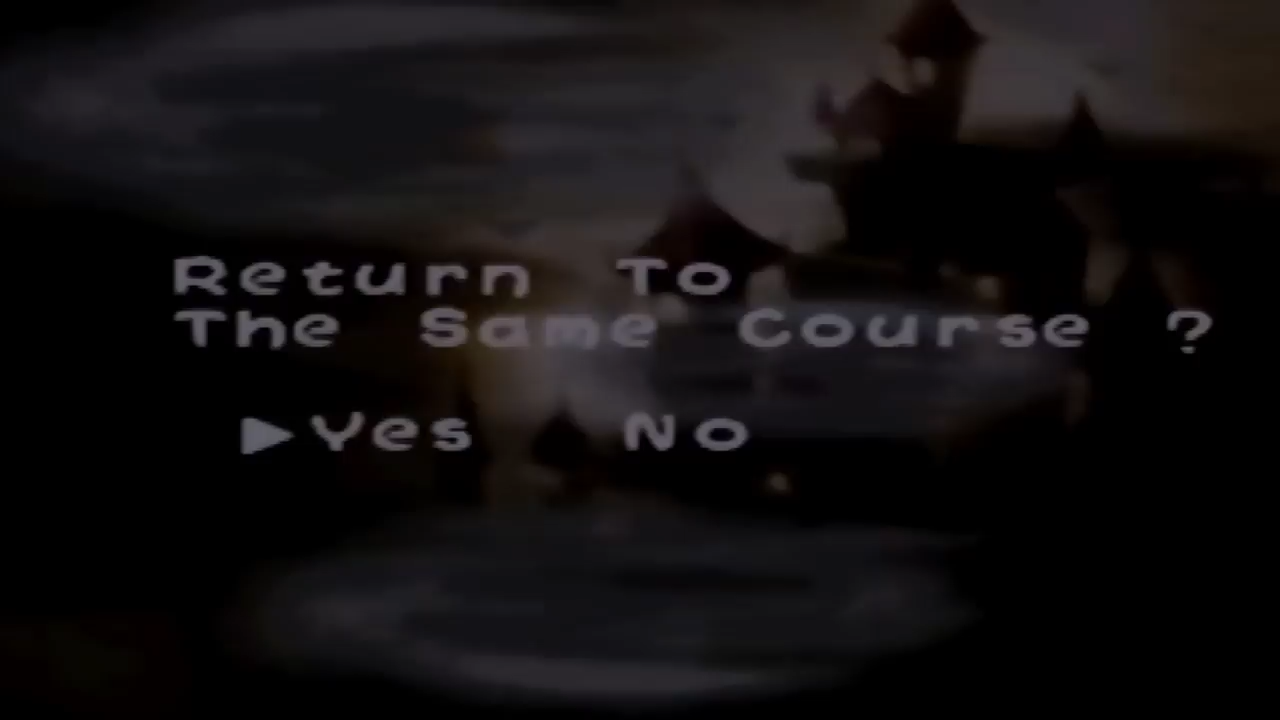 Return To
The Same Course ?
▶Yes No